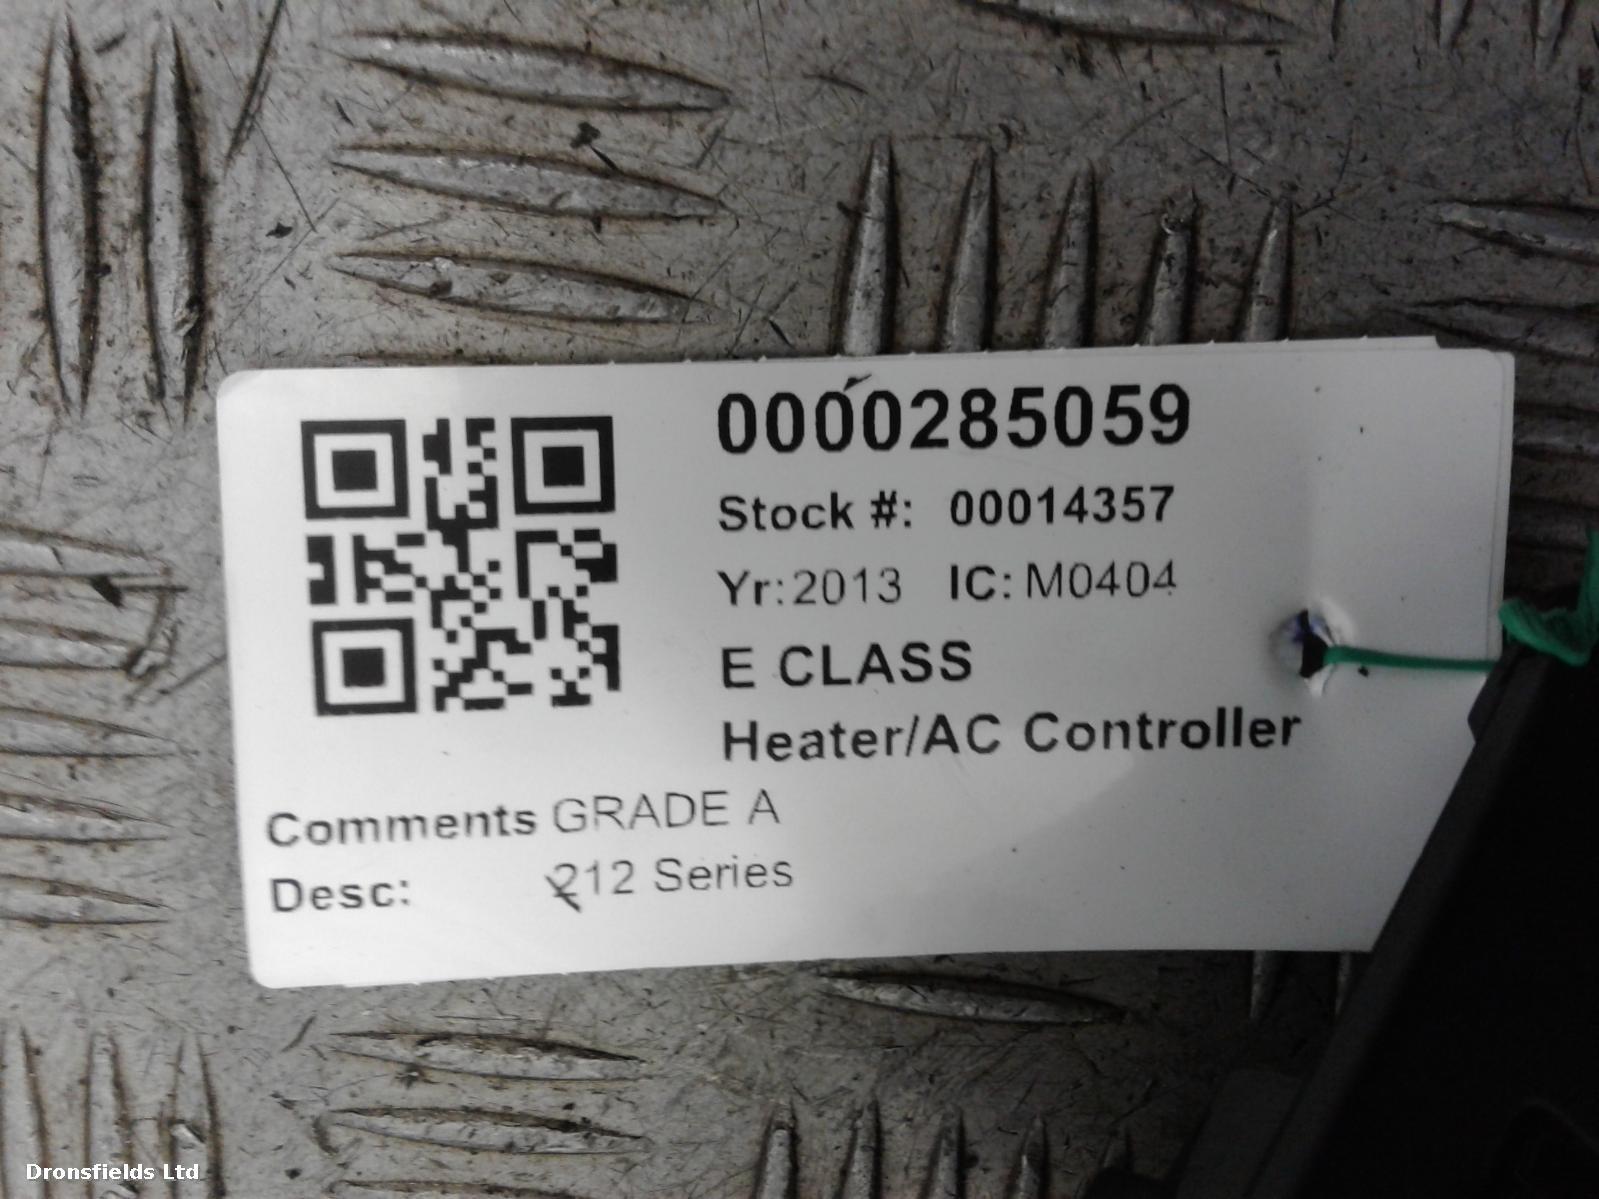 0000285059
Stock #: 00014357
Yr: 2013 IC: M0404
E CLASS
Heater/AC Controller
Comments GRADE A
Desc: 212 Series
Dronsfields Ltd